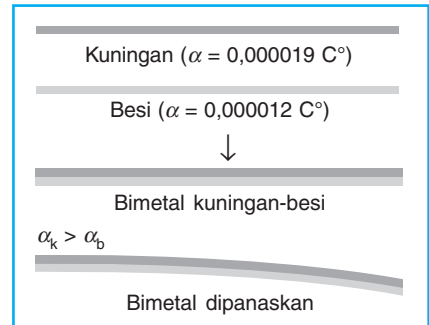 Kuningan (α = 0,000019 C°)
Besi (α = 0,000012 C°)
↓
Bimetal kuningan-besi
αk > αb
Bimetal dipanaskan